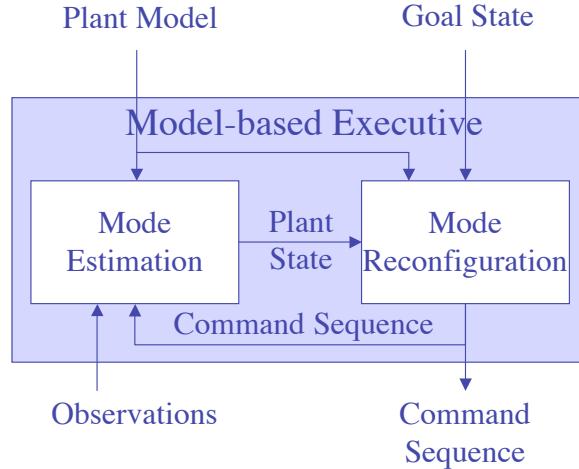 Plant Model
Goal State
Model-based Executive
Mode
Estimation
Plant
State
Mode
Reconfiguration
Command Sequence
Observations
Command
Sequence